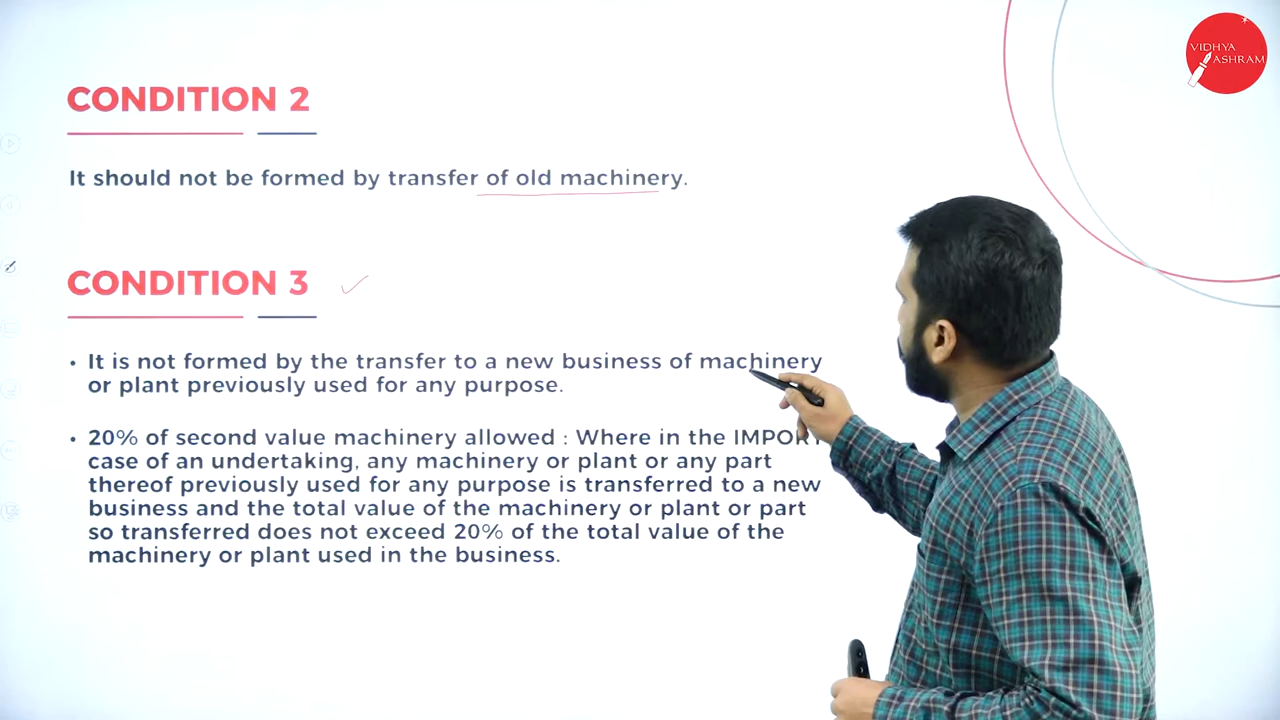 VIDHYA
ASHRAM
CONDITION 2
It should not be formed by transfer of old machinery.
CONDITION 3
• It is not formed by the transfer to a new business of machinery
or plant previously used for any purpose.
• 20% of second value machinery allowed : Where in the IMPORT
case of an undertaking, any machinery or plant or any part
thereof previously used for any purpose is transferred to a new
business and the total value of the machinery or plant or part
so transferred does not exceed 20% of the total value of the
machinery or plant used in the business.